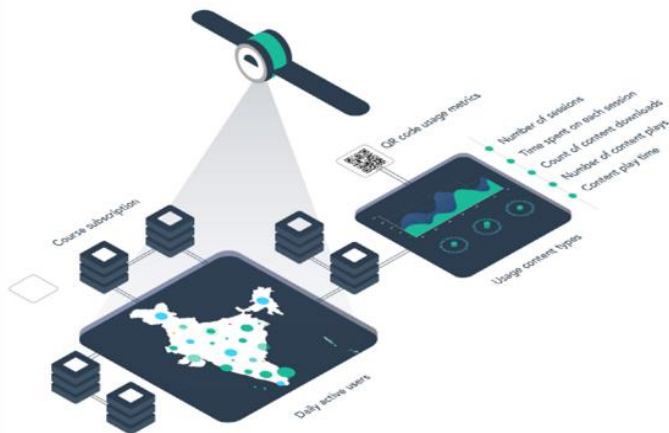 QR code usage metrics
Number of sessions
Time spent on each session
Count of content downloads
Number of content plays
Content play time
Course subscription
Usage content types
Daily active users